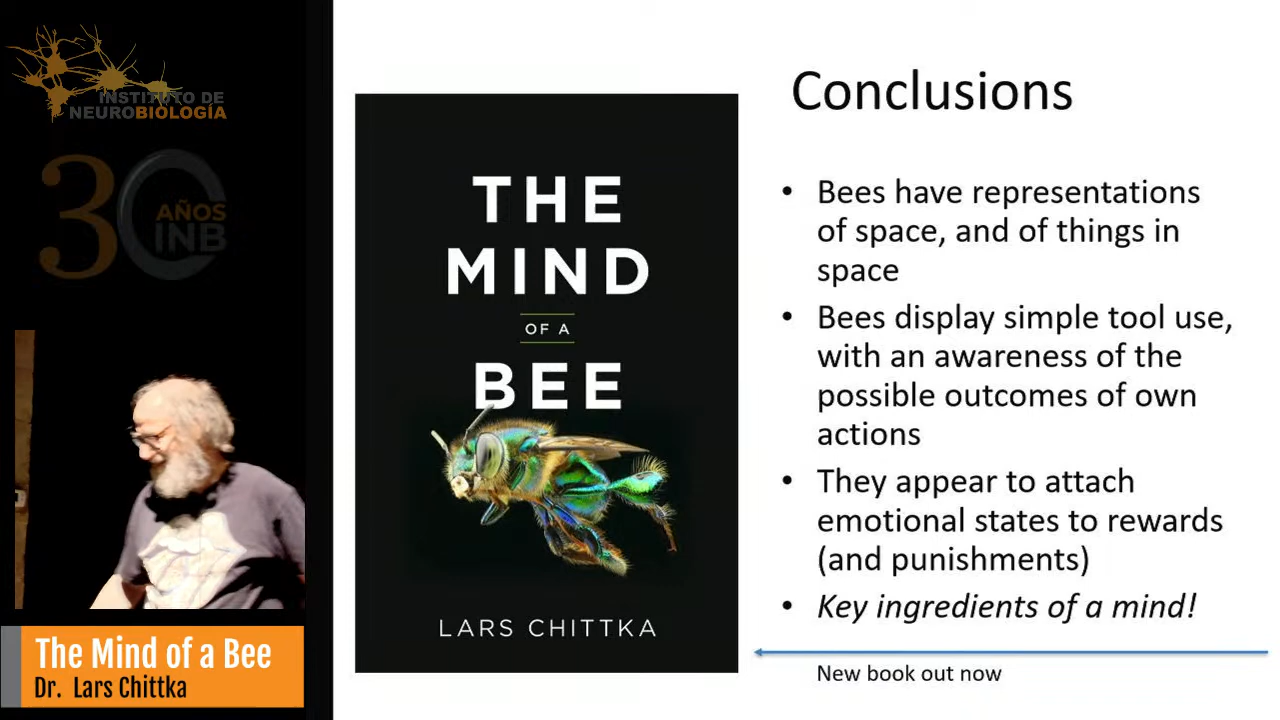 INSTITUTO DE
NEUROBIOLOGÍA
30
AÑOS
INB
The Mind of a Bee
Dr. Lars Chittka
THE
MIND
OF A
BEE
LARS CHITTKA
Conclusions
• Bees have representations
of space, and of things in
space
• Bees display simple tool use,
with an awareness of the
possible outcomes of own
actions
• They appear to attach
emotional states to rewards
(and punishments)
• Key ingredients of a mind!
New book out now